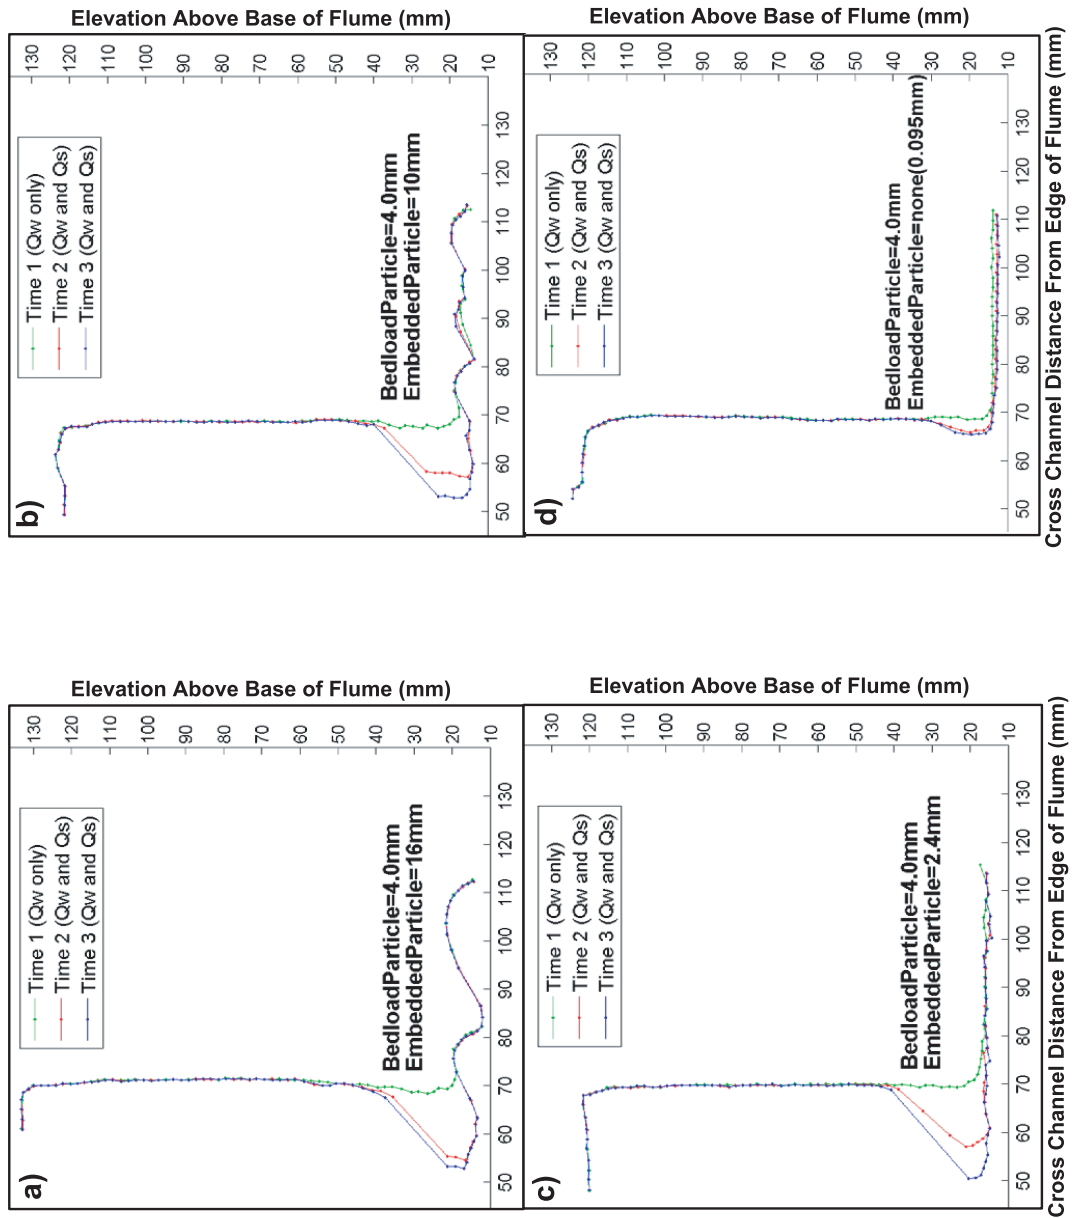 Elevation Above Base of Flume (mm)
b)
130
120
110
100
90
80
70
60
50
40
30
20
10
Time 1 (Qw only)
Time 2 (Qw and Qs)
Time 3 (Qw and Qs)
BedloadParticle=4.0mm
EmbeddedParticle=10mm
50
60
70
80
90
100
110
120
130
Elevation Above Base of Flume (mm)
d)
130
120
110
100
90
80
70
60
50
40
30
20
10
Time 1 (Qw only)
Time 2 (Qw and Qs)
Time 3 (Qw and Qs)
BedloadParticle=4.0mm
EmbeddedParticle=none(0.095mm)
50
60
70
80
90
100
110
120
130
Cross Channel Distance From Edge of Flume (mm)
Elevation Above Base of Flume (mm)
a)
130
120
110
100
90
80
70
60
50
40
30
20
10
Time 1 (Qw only)
Time 2 (Qw and Qs)
Time 3 (Qw and Qs)
BedloadParticle=4.0mm
EmbeddedParticle=16mm
50
60
70
80
90
100
110
120
130
Elevation Above Base of Flume (mm)
c)
130
120
110
100
90
80
70
60
50
40
30
20
10
Time 1 (Qw only)
Time 2 (Qw and Qs)
Time 3 (Qw and Qs)
BedloadParticle=4.0mm
EmbeddedParticle=2.4mm
50
60
70
80
90
100
110
120
130
Cross Channel Distance From Edge of Flume (mm)